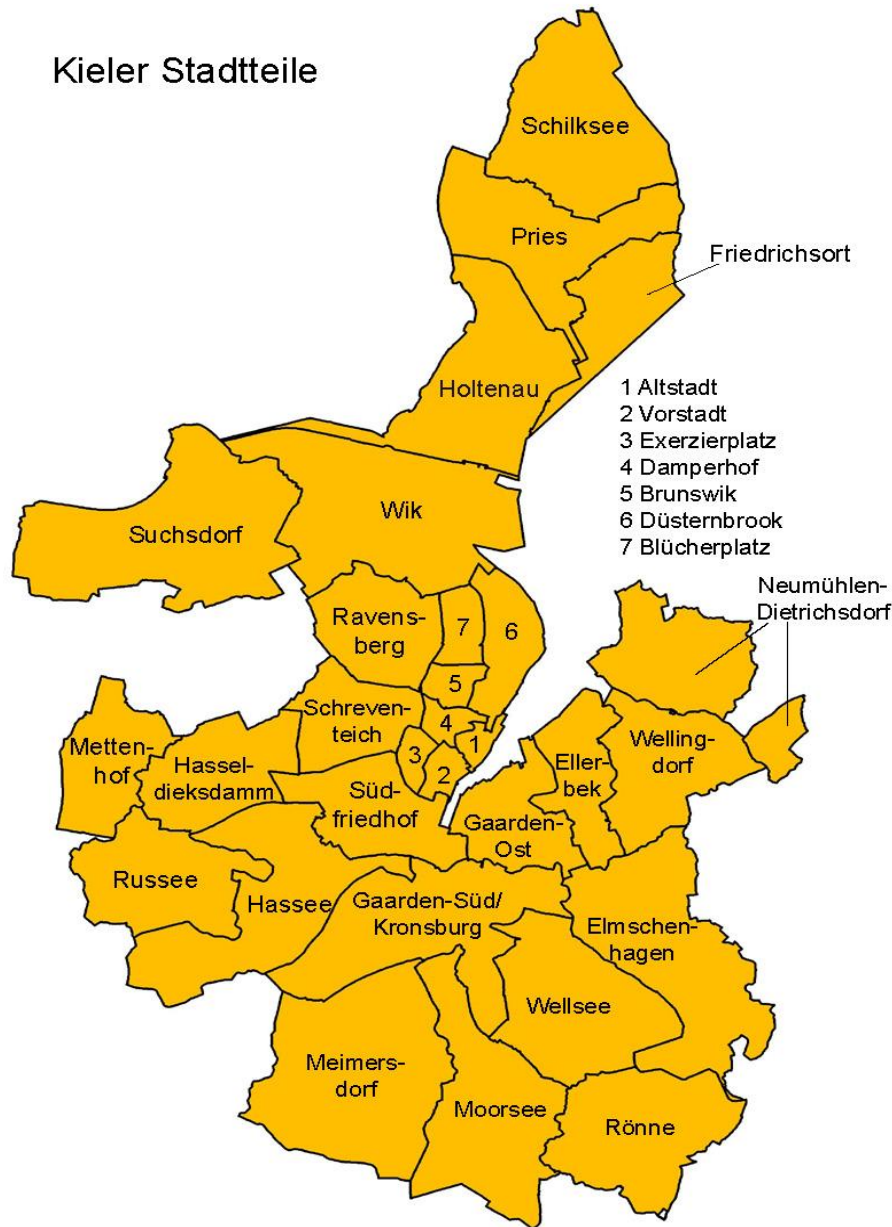 Kieler Stadtteile
Schilksee
Pries
Friedrichsort
Holtenau
1 Altstadt
2 Vorstadt
3 Exerzierplatz
4 Damperhof
5 Brunswik
6 Düsternbrook
7 Blücherplatz
Wik
Suchsdorf
Neumühlen-
Dietrichsdorf
Ravens-
berg
7
6
5
Schreven-
teich
4
1
3
2
Metten-
hof
Hassel-
dieksdamm
Süd-
friedhof
Eller-
bek
Welling-
dorf
Gaarden-
Ost
Russee
Hassee
Gaarden-Süd/
Kronsburg
Elmschen-
hagen
Wellsee
Meimers-
dorf
Moorsee
Rönne